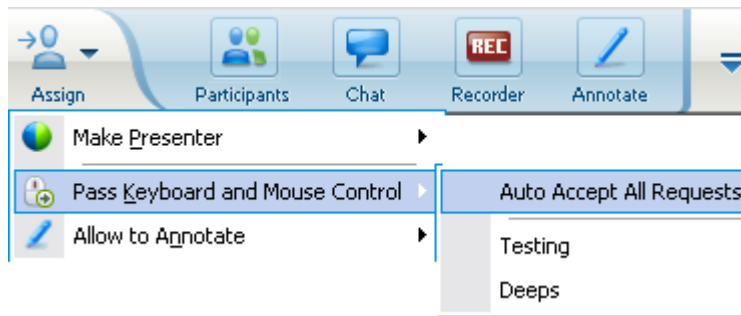 REC
Assign Participants Chat Recorder Annotate
Make Presenter
Pass Keyboard and Mouse Control Auto Accept All Requests
Allow to Annotate Testing
Deeps